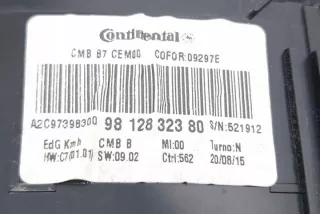 Continental
CMB B7 CEM00 COFOR:09297E
A2C97398300 98 128 323 80 S/N:521912
EdG Km/h CMB B MI:00 Turno:N
HW:C7(01.01) SW:09.02 Ctrl:562 20/08/15